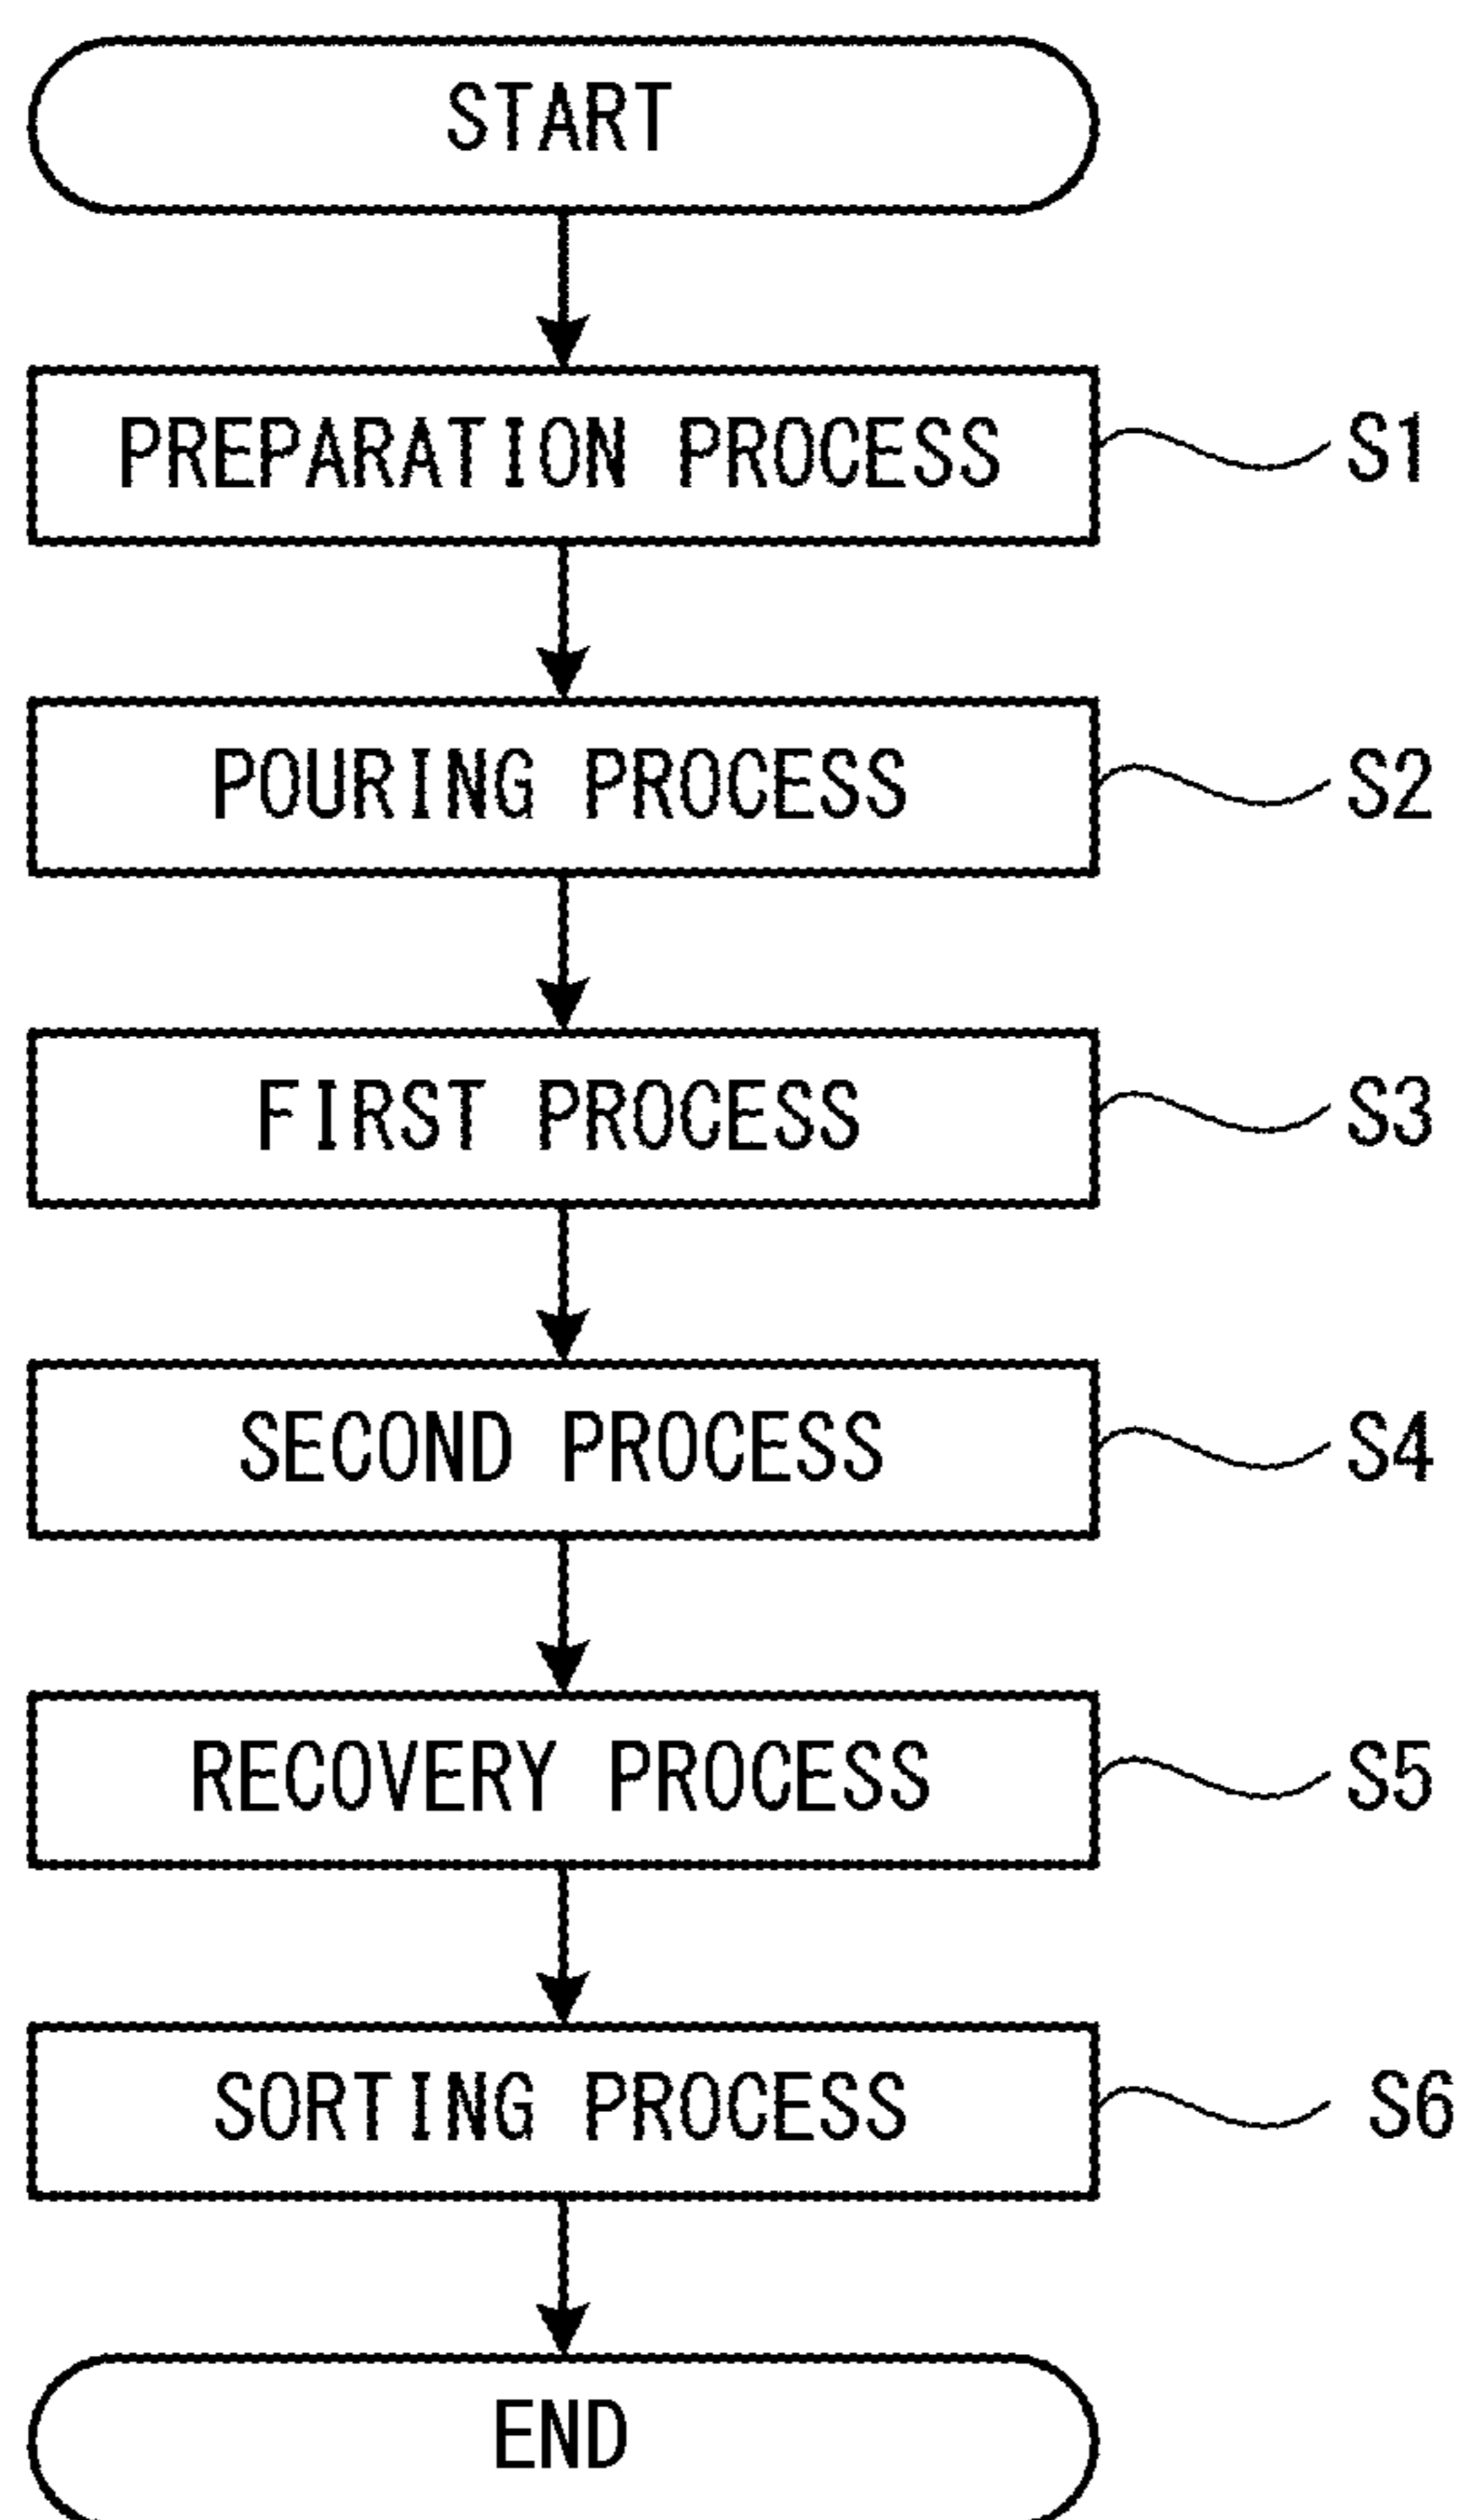 START
PREPARATION PROCESS S1
POURING PROCESS S2
FIRST PROCESS S3
SECOND PROCESS S4
RECOVERY PROCESS S5
SORTING PROCESS S6
END